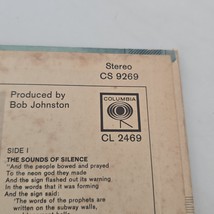 Stereo
CS 9269
Produced by
Bob Johnston
COLUMBIA
CL 2469
SIDE I
THE SOUNDS OF SILENCE
"And the people bowed and prayed
To the neon god they made
And the sign flashed out its warning
In the words that it was forming
And the sign said:
'The words of the prophets are
written on the subway walls,